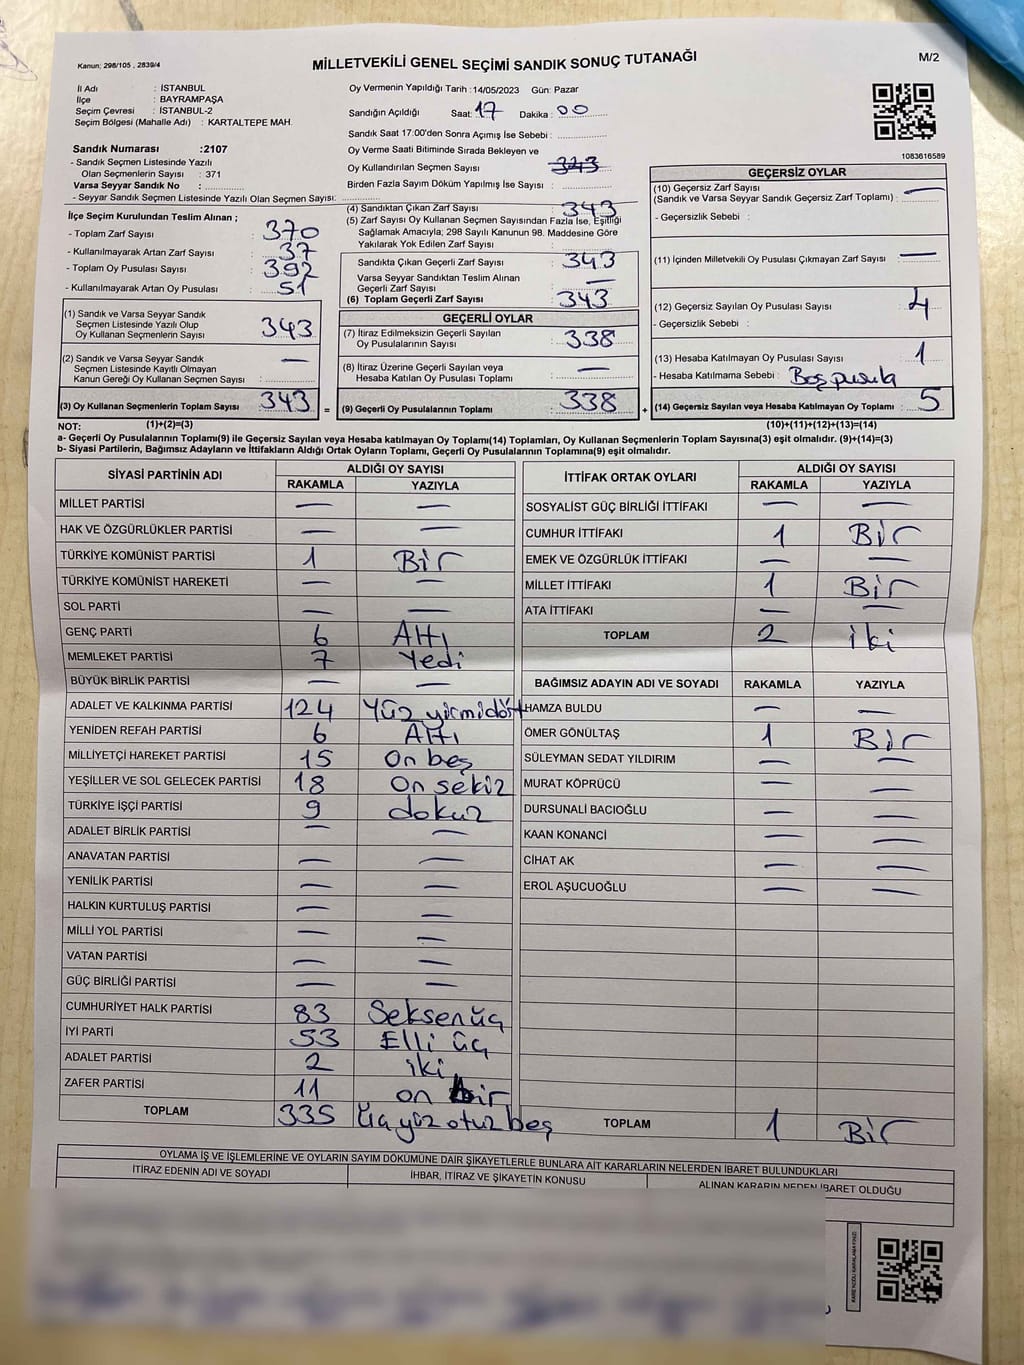 Kanun; 298/105 , 2839/4
MİLLETVEKİLİ GENEL SEÇİMİ SANDIK SONUÇ TUTANAĞI
M/2
İl Adı : İSTANBUL
İlçe : BAYRAMPAŞA
Seçim Çevresi : İSTANBUL-2
Seçim Bölgesi (Mahalle Adı) : KARTALTEPE MAH.
Sandık Numarası :2107
- Sandık Seçmen Listesinde Yazılı
Olan Seçmenlerin Sayısı : 371
Varsa Seyyar Sandık No :
- Seyyar Sandık Listesinde Yazılı Olan Seçmen Sayısı:
Oy Vermenin Yapıldığı Tarih : 14/05/2023 Gün: Pazar
Sandığın Açıldığı Saat: 17 Dakika: 00
Sandık Saat 17:00'den Sonra Açımış İse Sebebi :
Oy Verme Saati Bitiminde Sırada Bekleyen ve
Oy Kullandırılan Seçmen Sayısı : 343
Birden Fazla Sayım Döküm Yapılmış İse Sayısı :
1083616589
İlçe Seçim Kurulundan Teslim Alınan ;
- Toplam Zarf Sayısı : 370
- Kullanılmayarak Artan Zarf Sayısı : 37
- Toplam Oy Pusulası Sayısı : 392
- Kullanılmayarak Artan Oy Pusulası : 51
(1) Sandık ve Varsa Seyyar Sandık
Seçmen Listesinde Yazılı Olup
Oy Kullanan Seçmenlerin Sayısı : 343
(2) Sandık ve Varsa Seyyar Sandık
Seçmen Listesinde Kayıtlı Olmayan
Kanun Gereği Oy Kullanan Seçmen Sayısı : —
(3) Oy Kullanan Seçmenlerin Toplam Sayısı : 343 =
(4) Sandıktan Çıkan Zarf Sayısı : 343
(5) Zarf Sayısı Oy Kullanan Seçmen Sayısından Fazla İse, Eşitliği
Sağlamak Amacıyla; 298 Sayılı Kanunun 98. Maddesine Göre
Yakılarak Yok Edilen Zarf Sayısı :
Sandıkta Çıkan Geçerli Zarf Sayısı : 343
Varsa Seyyar Sandıktan Teslim Alınan
Geçerli Zarf Sayısı : —
(6) Toplam Geçerli Zarf Sayısı : 343
GEÇERLİ OYLAR
(7) İtiraz Edilmeksizin Geçerli Sayılan
Oy Pusulalarının Sayısı : 338
(8) İtiraz Üzerine Geçerli Sayılan veya
Hesaba Katılan Oy Pusulası Toplamı : —
(9) Geçerli Oy Pusulalarının Toplamı : 338 +
GEÇERSİZ OYLAR
(10) Geçersiz Zarf Sayısı
(Sandık ve Varsa Seyyar Sandık Geçersiz Zarf Toplamı) : —
- Geçersizlik Sebebi :
(11) İçinden Milletvekili Oy Pusulası Çıkmayan Zarf Sayısı : —
(12) Geçersiz Sayılan Oy Pusulası Sayısı : 4
- Geçersizlik Sebebi :
(13) Hesaba Katılmayan Oy Pusulası Sayısı : 1
- Hesaba Katılmama Sebebi : Boş pusula
(14) Geçersiz Sayılan veya Hesaba Katılmayan Oy Toplamı : 5
NOT: (1)+(2)=(3) (10)+(11)+(12)+(13)=(14)
a- Geçerli Oy Pusulalarının Toplamı(9) ile Geçersiz Sayılan veya Hesaba katılmayan Oy Toplamı(14) Toplamları, Oy Kullanan Seçmenlerin Toplam Sayısına(3) eşit olmalıdır. (9)+(14)=(3)
b- Siyasi Partilerin, Bağımsız Adayların ve İttifakların Aldığı Ortak Oyların Toplamı, Geçerli Oy Pusulalarının Toplamına(9) eşit olmalıdır.
SİYASİ PARTİNİN ADI ALDIĞI OY SAYISI
RAKAMLA YAZIYLA
MİLLET PARTİSİ — —
HAK VE ÖZGÜRLÜKLER PARTİSİ — —
TÜRKİYE KOMÜNİST PARTİSİ 1 Bir
TÜRKİYE KOMÜNİST HAREKETİ — —
SOL PARTİ — —
GENÇ PARTİ 6 Altı
MEMLEKET PARTİSİ 7 Yedi
BÜYÜK BİRLİK PARTİSİ — —
ADALET VE KALKINMA PARTİSİ 124 Yüz yirmidört
YENİDEN REFAH PARTİSİ 6 Altı
MİLLİYETÇİ HAREKET PARTİSİ 15 On beş
YEŞİLLER VE SOL GELECEK PARTİSİ 18 On sekiz
TÜRKİYE İŞÇİ PARTİSİ 9 dokuz
ADALET BİRLİK PARTİSİ — —
ANAVATAN PARTİSİ — —
YENİLİK PARTİSİ — —
HALKIN KURTULUŞ PARTİSİ — —
MİLLİ YOL PARTİSİ — —
VATAN PARTİSİ — —
GÜÇ BİRLİĞİ PARTİSİ — —
CUMHURİYET HALK PARTİSİ 83 Seksen üç
İYİ PARTİ 53 Elli üç
ADALET PARTİSİ 2 iki
ZAFER PARTİSİ 11 on bir
TOPLAM 335 üç yüz otuz beş
İTTİFAK ORTAK OYLARI ALDIĞI OY SAYISI
RAKAMLA YAZIYLA
SOSYALİST GÜÇ BİRLİĞİ İTTİFAKI — —
CUMHUR İTTİFAKI 1 Bir
EMEK VE ÖZGÜRLÜK İTTİFAKI — —
MİLLET İTTİFAKI 1 Bir
ATA İTTİFAKI — —
TOPLAM 2 iki
BAĞIMSIZ ADAYIN ADI VE SOYADI RAKAMLA YAZIYLA
HAMZA BULDU — —
ÖMER GÖNÜLTAŞ 1 Bir
SÜLEYMAN SEDAT YILDIRIM — —
MURAT KÖPRÜCÜ — —
DURSUNALİ BACIOĞLU — —
KAAN KONANCİ — —
CİHAT AK — —
EROL AŞUCUOĞLU — —
TOPLAM 1 Bir
OYLAMA İŞ VE İŞLEMLERİNE VE OYLARIN SAYIM DÖKÜMÜNE DAİR ŞİKAYETLERLE BUNLARA AİT KARARLARIN NELERDEN İBARET BULUNDUKLARI
İTİRAZ EDENİN ADI VE SOYADI İHBAR, İTİRAZ VE ŞİKAYETİN KONUSU ALINAN KARARIN NEDEN İBARET OLDUĞU